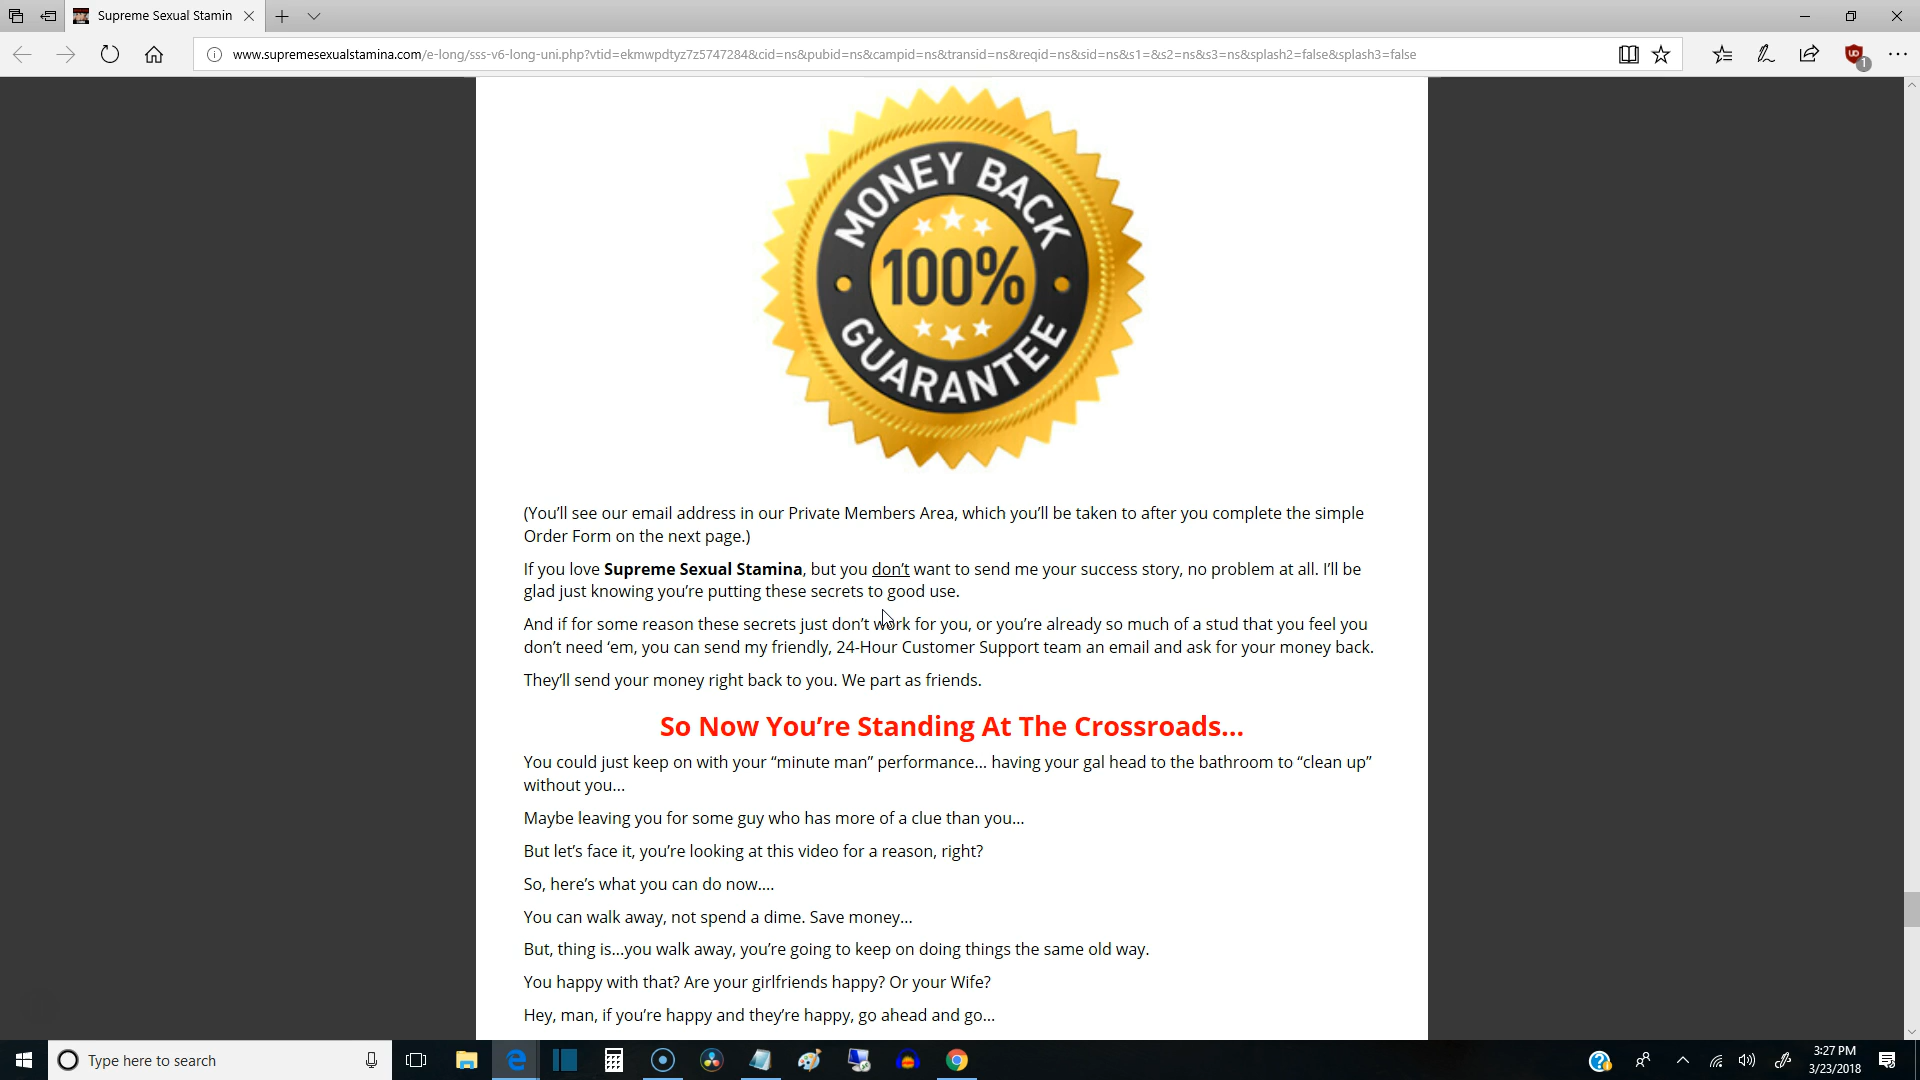 Supreme Sexual Stamin
www.supremesexualstamina.com/e-long/sss-v6-long-uni.php?vtid=ekmwpdtyz7z5747284&cid=ns&pubid=ns&campid=ns&transid=ns&reqid=ns&sid=ns&s1=&s2=ns&s3=ns&splash2=false&splash3=false
1
MONEY BACK
100%
GUARANTEE
(You’ll see our email address in our Private Members Area, which you’ll be taken to after you complete the simple
Order Form on the next page.)
If you love Supreme Sexual Stamina, but you don’t want to send me your success story, no problem at all. I’ll be
glad just knowing you’re putting these secrets to good use.
And if for some reason these secrets just don’t work for you, or you’re already so much of a stud that you feel you
don’t need ‘em, you can send my friendly, 24-Hour Customer Support team an email and ask for your money back.
They’ll send your money right back to you. We part as friends.
So Now You’re Standing At The Crossroads…
You could just keep on with your “minute man” performance… having your gal head to the bathroom to “clean up”
without you…
Maybe leaving you for some guy who has more of a clue than you…
But let’s face it, you’re looking at this video for a reason, right?
So, here’s what you can do now….
You can walk away, not spend a dime. Save money…
But, thing is…you walk away, you’re going to keep on doing things the same old way.
You happy with that? Are your girlfriends happy? Or your Wife?
Hey, man, if you’re happy and they’re happy, go ahead and go…
Type here to search
3:27 PM
3/23/2018